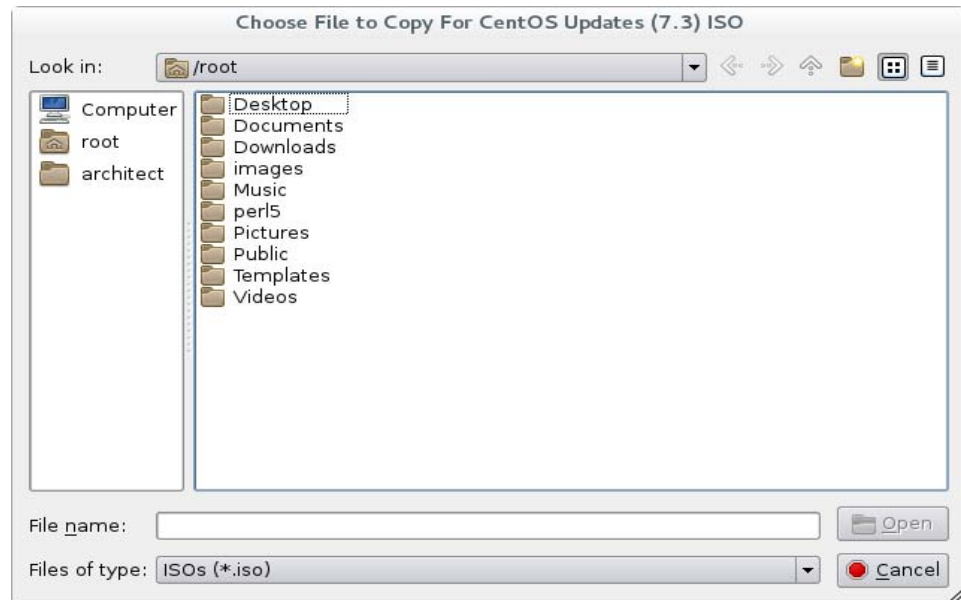 Choose File to Copy For CentOS Updates (7.3) ISO
Look in:
/root
Computer
root
architect
Desktop
Documents
Downloads
images
Music
perl5
Pictures
Public
Templates
Videos
File name:
Open
Files of type:
ISOs (*.iso)
Cancel